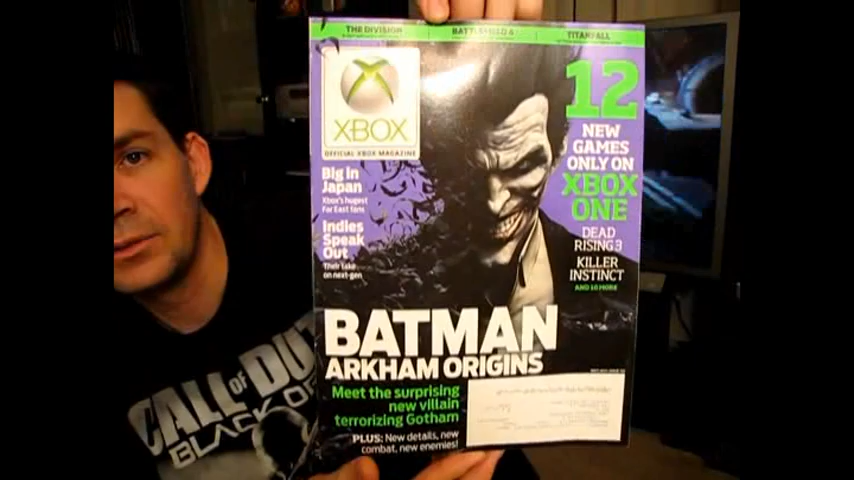 THE DIVISION
BATTLEFIELD 4
TITANFALL
XBOX
OFFICIAL XBOX MAGAZINE
Big in
Japan
Xbox's hugest
Far East fans
Indies
Speak
Out
Their take
on next-gen
12
NEW
GAMES
ONLY ON
XBOX
ONE
DEAD
RISING 3
KILLER
INSTINCT
AND 10 MORE
BATMAN
ARKHAM ORIGINS
Meet the surprising
new villain
terrorizing Gotham
PLUS: New details, new
combat, new enemies!
CALL OF DU
BLACK OP